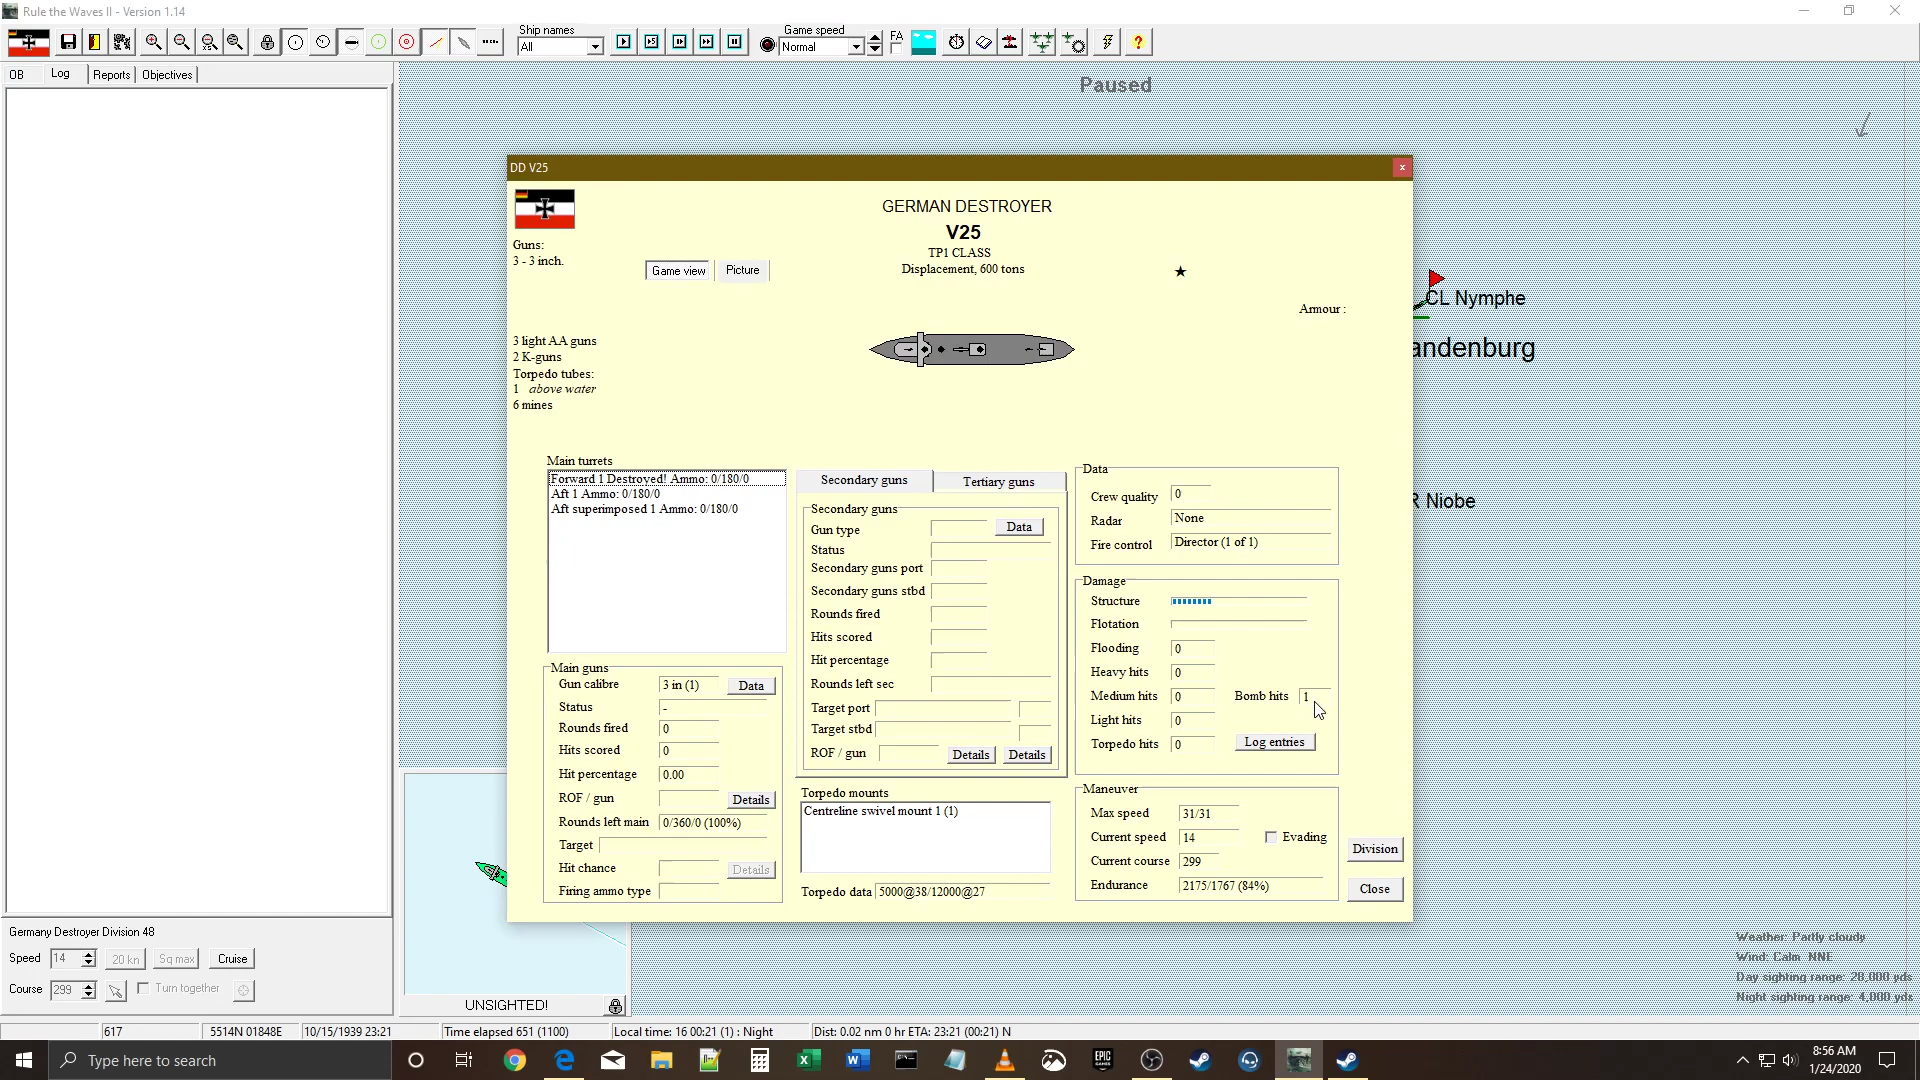 Rule the Waves II - Version 1.14
Ship names
All
Game speed
Normal
FA
OB
Log
Reports
Objectives
Paused
DD V25
GERMAN DESTROYER
V25
TP1 CLASS
Displacement, 600 tons
Guns:
3 - 3 inch.
Game view
Picture
Armour :
3 light AA guns
2 K-guns
Torpedo tubes:
1 above water
6 mines
CL Nymphe
andenburg
R Niobe
Main turrets
Forward 1 Destroyed! Ammo: 0/180/0
Aft 1 Ammo: 0/180/0
Aft superimposed 1 Ammo: 0/180/0
Main guns
Gun calibre 3 in (1) Data
Status -
Rounds fired 0
Hits scored 0
Hit percentage 0.00
ROF / gun Details
Rounds left main 0/360/0 (100%)
Target
Hit chance Details
Firing ammo type
Secondary guns
Tertiary guns
Secondary guns
Gun type Data
Status
Secondary guns port
Secondary guns stbd
Rounds fired
Hits scored
Hit percentage
Rounds left sec
Target port
Target stbd
ROF / gun Details Details
Torpedo mounts
Centreline swivel mount 1 (1)
Torpedo data 5000@38/12000@27
Data
Crew quality 0
Radar None
Fire control Director (1 of 1)
Damage
Structure
Flotation
Flooding 0
Heavy hits 0
Medium hits 0 Bomb hits 1
Light hits 0
Torpedo hits 0 Log entries
Maneuver
Max speed 31/31
Current speed 14 Evading
Current course 299
Endurance 2175/1767 (84%)
Division
Close
Germany Destroyer Division 48
Speed 14 20 kn Sq max Cruise
Course 299 Turn together
UNSIGHTED!
Weather: Partly cloudy
Wind: Calm NNE
Day sighting range: 28,000 yds
Night sighting range: 4,000 yds
617
5514N 01848E
10/15/1939 23:21
Time elapsed 651 (1100)
Local time: 16 00:21 (1) : Night
Dist: 0.02 nm 0 hr ETA: 23:21 (00:21) N
Type here to search
EPIC
GAMES
8:56 AM
1/24/2020